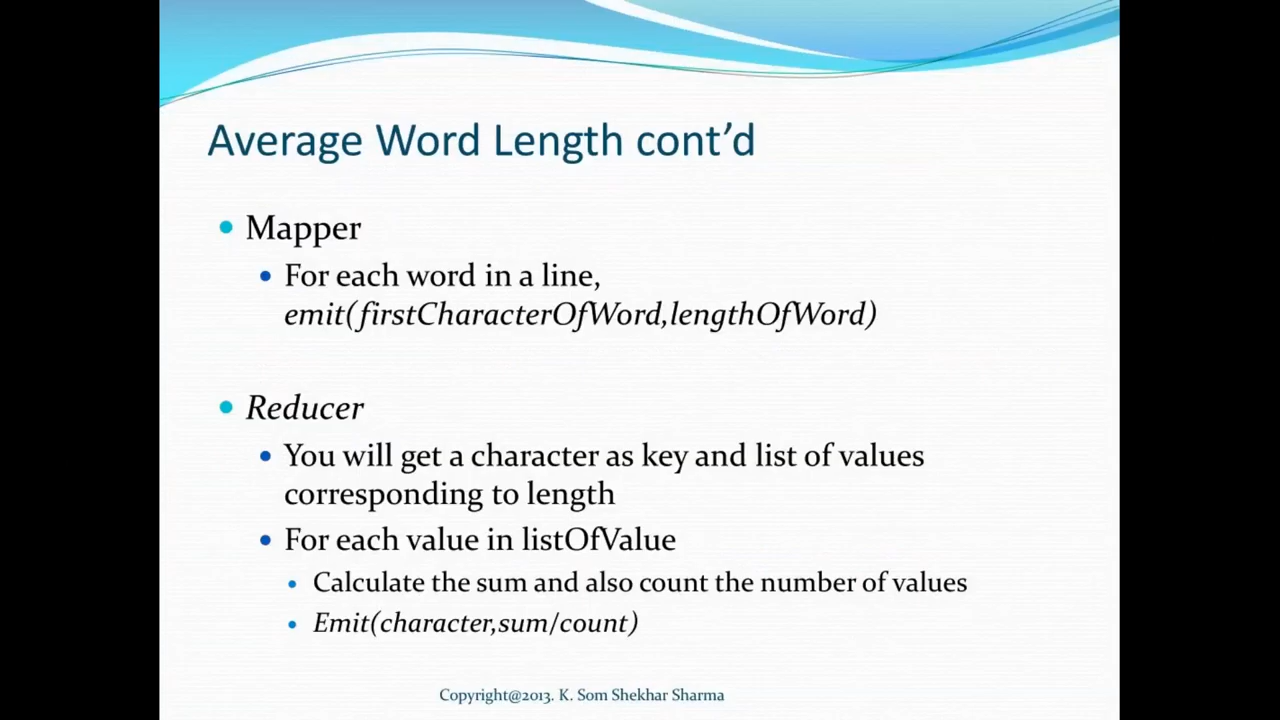 Average Word Length cont’d
Mapper
For each word in a line,
emit(firstCharacterOfWord,lengthOfWord)
Reducer
You will get a character as key and list of values
corresponding to length
For each value in listOfValue
Calculate the sum and also count the number of values
Emit(character,sum/count)
Copyright@2013. K. Som Shekhar Sharma